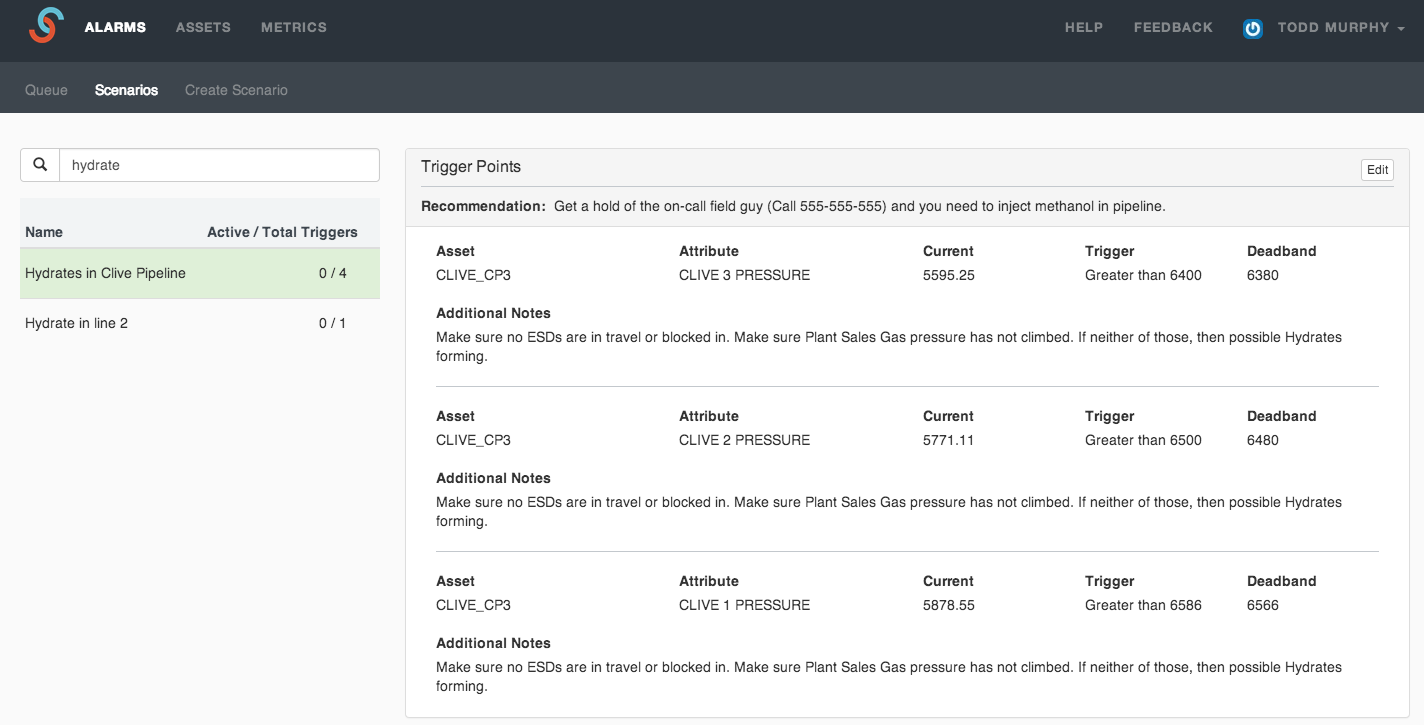 ALARMS ASSETS METRICS HELP FEEDBACK TODD MURPHY
Queue Scenarios Create Scenario
hydrate
Name Active / Total Triggers
Hydrates in Clive Pipeline 0 / 4
Hydrate in line 2 0 / 1
Trigger Points Edit
Recommendation: Get a hold of the on-call field guy (Call 555-555-555) and you need to inject methanol in pipeline.
Asset Attribute Current Trigger Deadband
CLIVE_CP3 CLIVE 3 PRESSURE 5595.25 Greater than 6400 6380
Additional Notes
Make sure no ESDs are in travel or blocked in. Make sure Plant Sales Gas pressure has not climbed. If neither of those, then possible Hydrates
forming.
Asset Attribute Current Trigger Deadband
CLIVE_CP3 CLIVE 2 PRESSURE 5771.11 Greater than 6500 6480
Additional Notes
Make sure no ESDs are in travel or blocked in. Make sure Plant Sales Gas pressure has not climbed. If neither of those, then possible Hydrates
forming.
Asset Attribute Current Trigger Deadband
CLIVE_CP3 CLIVE 1 PRESSURE 5878.55 Greater than 6586 6566
Additional Notes
Make sure no ESDs are in travel or blocked in. Make sure Plant Sales Gas pressure has not climbed. If neither of those, then possible Hydrates
forming.